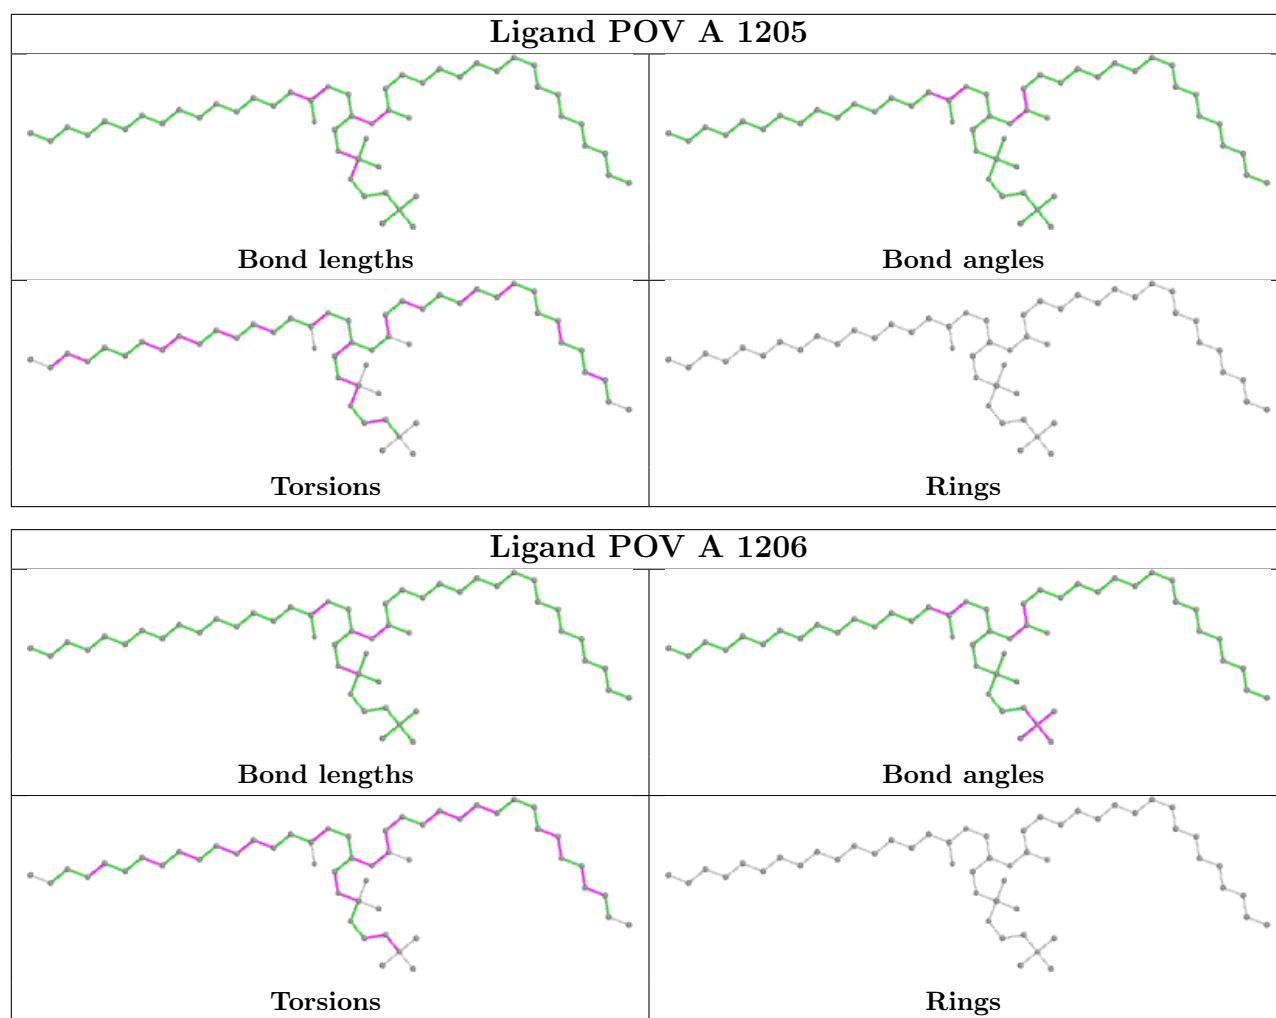 Ligand POV A 1205
Bond lengths
Bond angles
Torsions
Rings
Ligand POV A 1206
Bond lengths
Bond angles
Torsions
Rings